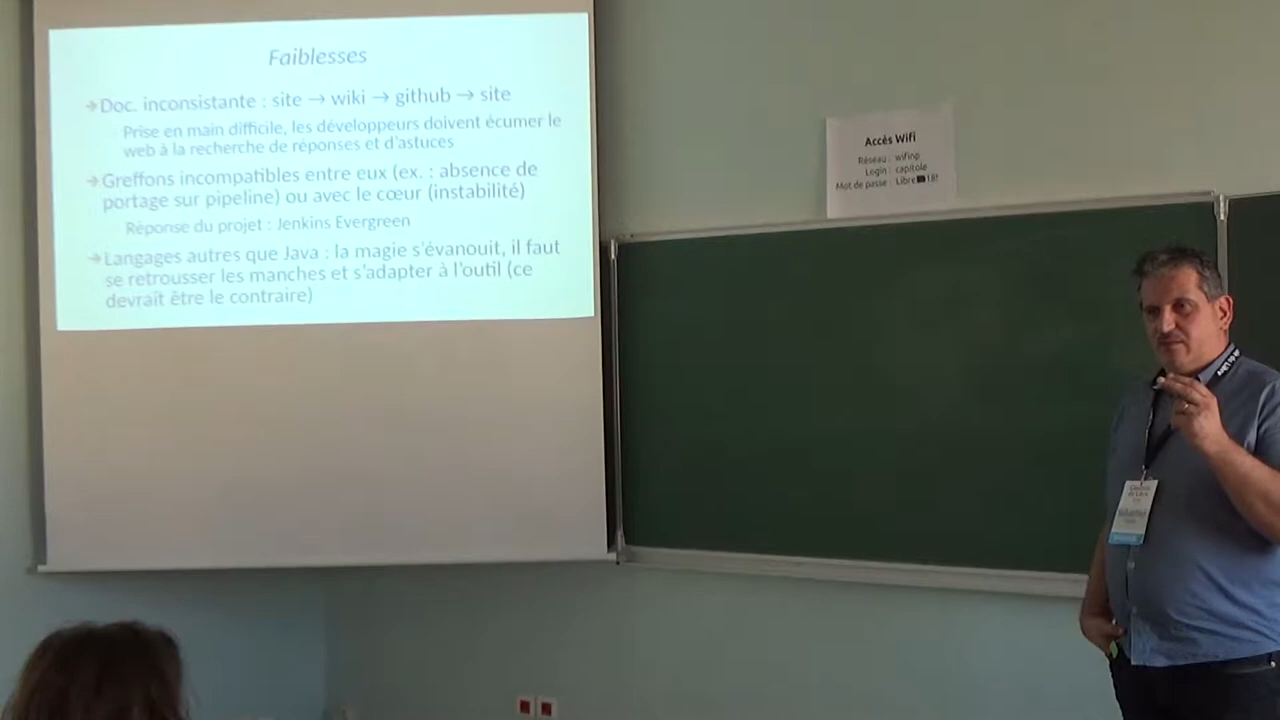 Faiblesses
→Doc. inconsistante : site → wiki → github → site
Prise en main difficile, les développeurs doivent écumer le
web à la recherche de réponses et d'astuces
→Greffons incompatibles entre eux (ex. : absence de
portage sur pipeline) ou avec le cœur (instabilité)
Réponse du projet : Jenkins Evergreen
→Langages autres que Java : la magie s'évanouit, il faut
se retrousser les manches et s'adapter à l'outil (ce
devrait être le contraire)
Accès Wifi
Réseau : wifinp
Login : capitole
Mot de passe :